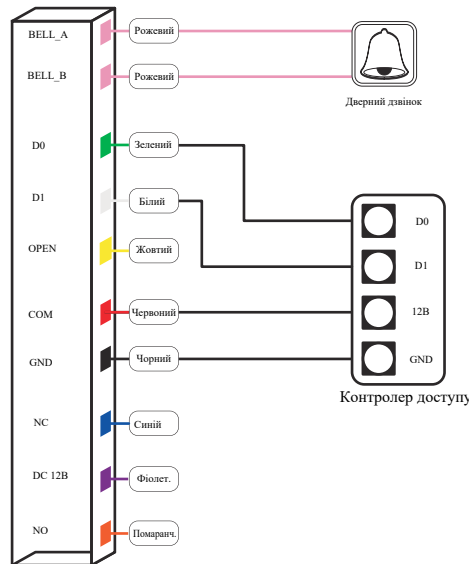 BELL_A Рожевий
BELL_B Рожевий
Дверний дзвінок
D0 Зелений
D1 Білий
D0
OPEN Жовтий
D1
COM Червоний
12В
GND Чорний
GND
Контролер доступу
NC Синій
DC 12В Фіолет.
NO Помаранч.